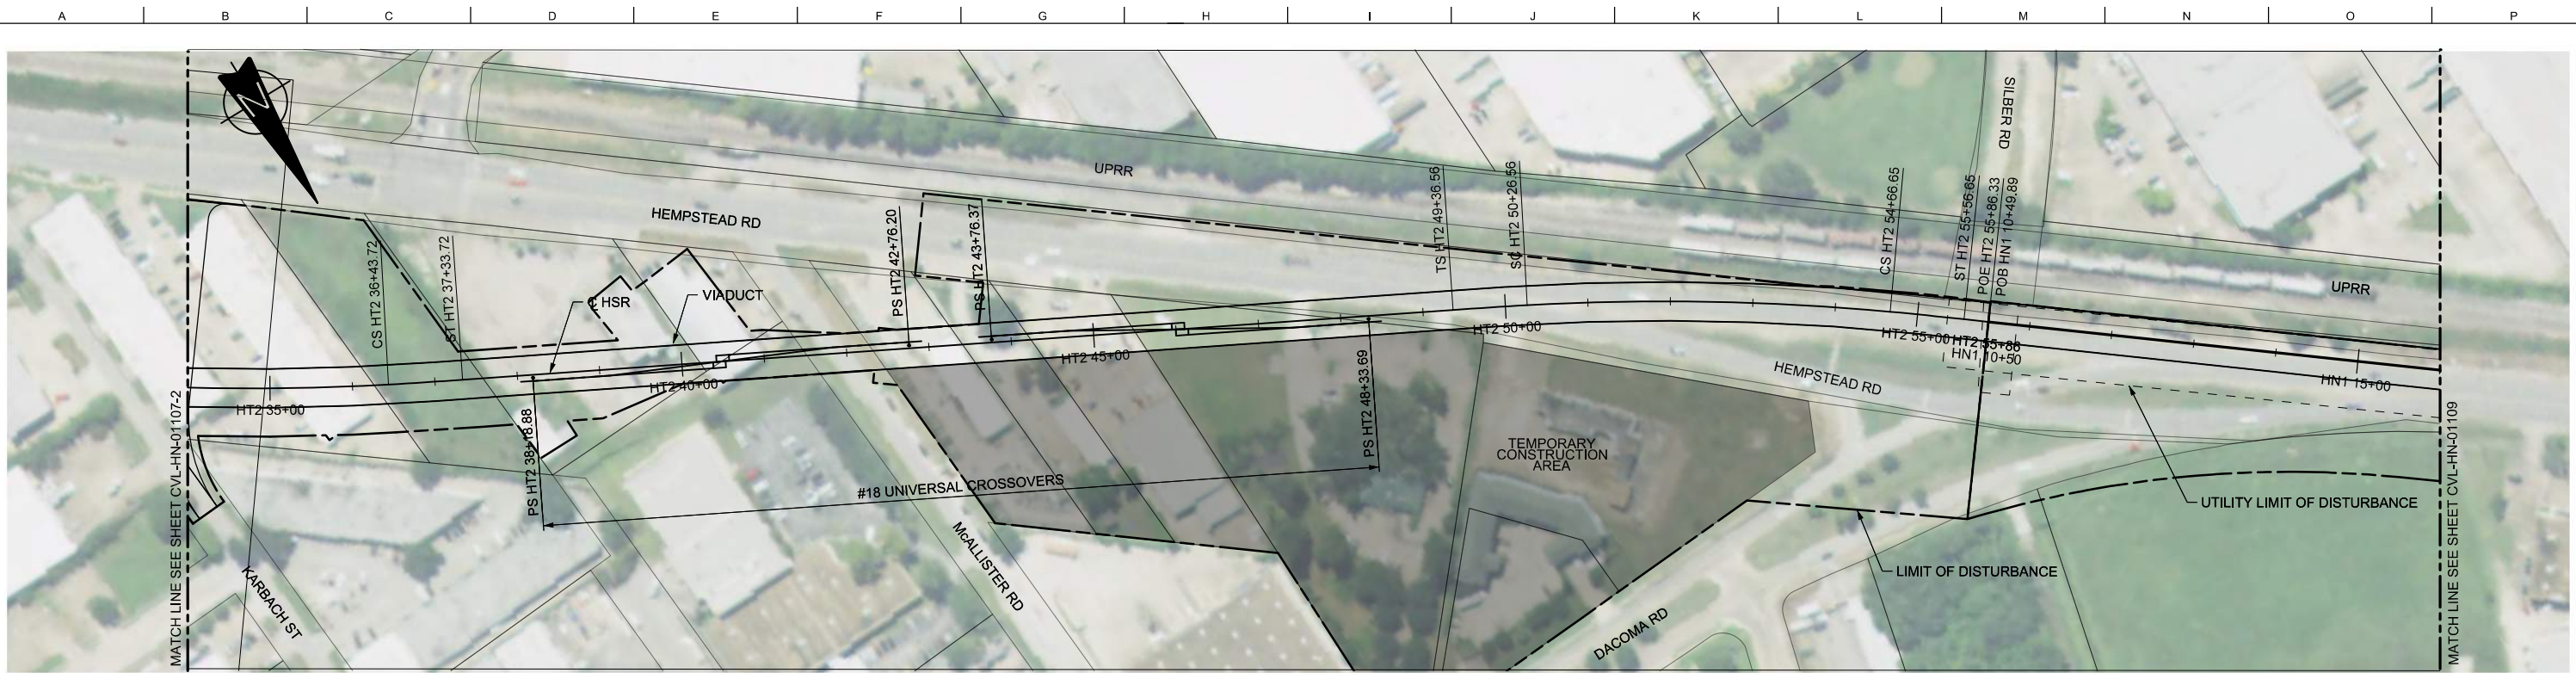 A B C D E F G H I J K L M N O P
SILBER RD
UPRR
HEMPSTEAD RD
CS HT2 36+43.72
ST HT2 37+33.72
PS HT2 42+76.20
PS HT2 43+76.37
TS HT2 49+36.56
SC HT2 50+26.56
CS HT2 54+66.65
ST HT2 55+56.65
POE HT2 55+86.33
POB HN1 10+49.89
UPRR
℄ HSR
VIADUCT
HT2 35+00
HT2 40+00
HT2 45+00
HT2 50+00
HT2 55+00
HT2 55+86
HN1 10+50
HN1 15+00
HEMPSTEAD RD
PS HT2 38+18.88
PS HT2 48+33.69
#18 UNIVERSAL CROSSOVERS
TEMPORARY
CONSTRUCTION
AREA
UTILITY LIMIT OF DISTURBANCE
LIMIT OF DISTURBANCE
KARBACH ST
McALLISTER RD
DACOMA RD
MATCH LINE SEE SHEET CVL-HN-01107-2
MATCH LINE SEE SHEET CVL-HN-01109